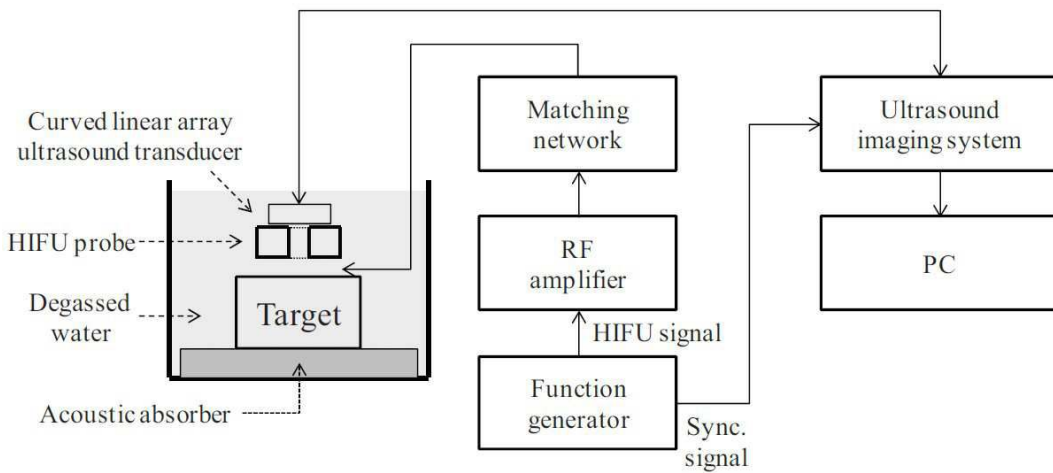 Curved linear array
ultrasound transducer
HIFU probe
Degassed
water
Acoustic absorber
Target
Matching
network
RF
amplifier
HIFU signal
Function
generator
Sync.
signal
Ultrasound
imaging system
PC